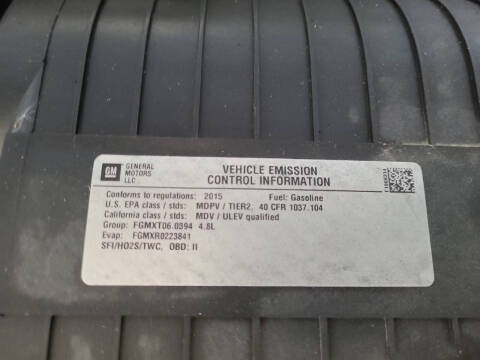 GM
GENERAL
MOTORS
LLC
VEHICLE EMISSION
CONTROL INFORMATION
Conforms to regulations: 2015 Fuel: Gasoline
U.S. EPA class / stds: MDPV / TIER2, 40 CFR 1037.104
California class / stds: MDV / ULEV qualified
Group: FGMXT06.0394 4.8L
Evap: FGMXR0223841
SFI/HO2S/TWC, OBD: II